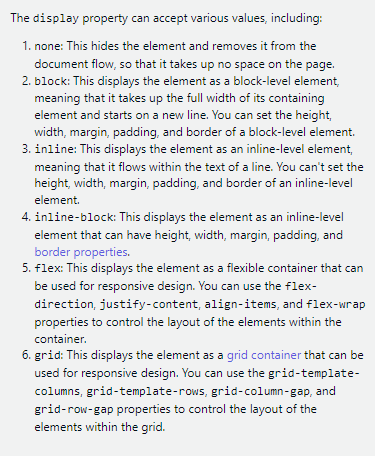 The display property can accept various values, including:
1. none: This hides the element and removes it from the
document flow, so that it takes up no space on the page.
2. block: This displays the element as a block-level element,
meaning that it takes up the full width of its containing
element and starts on a new line. You can set the height,
width, margin, padding, and border of a block-level element.
3. inline: This displays the element as an inline-level element,
meaning that it flows within the text of a line. You can't set the
height, width, margin, padding, and border of an inline-level
element.
4. inline-block: This displays the element as an inline-level
element that can have height, width, margin, padding, and
border properties.
5. flex: This displays the element as a flexible container that can
be used for responsive design. You can use the flex-
direction, justify-content, align-items, and flex-wrap
properties to control the layout of the elements within the
container.
6. grid: This displays the element as a grid container that can be
used for responsive design. You can use the grid-template-
columns, grid-template-rows, grid-column-gap, and
grid-row-gap properties to control the layout of the
elements within the grid.